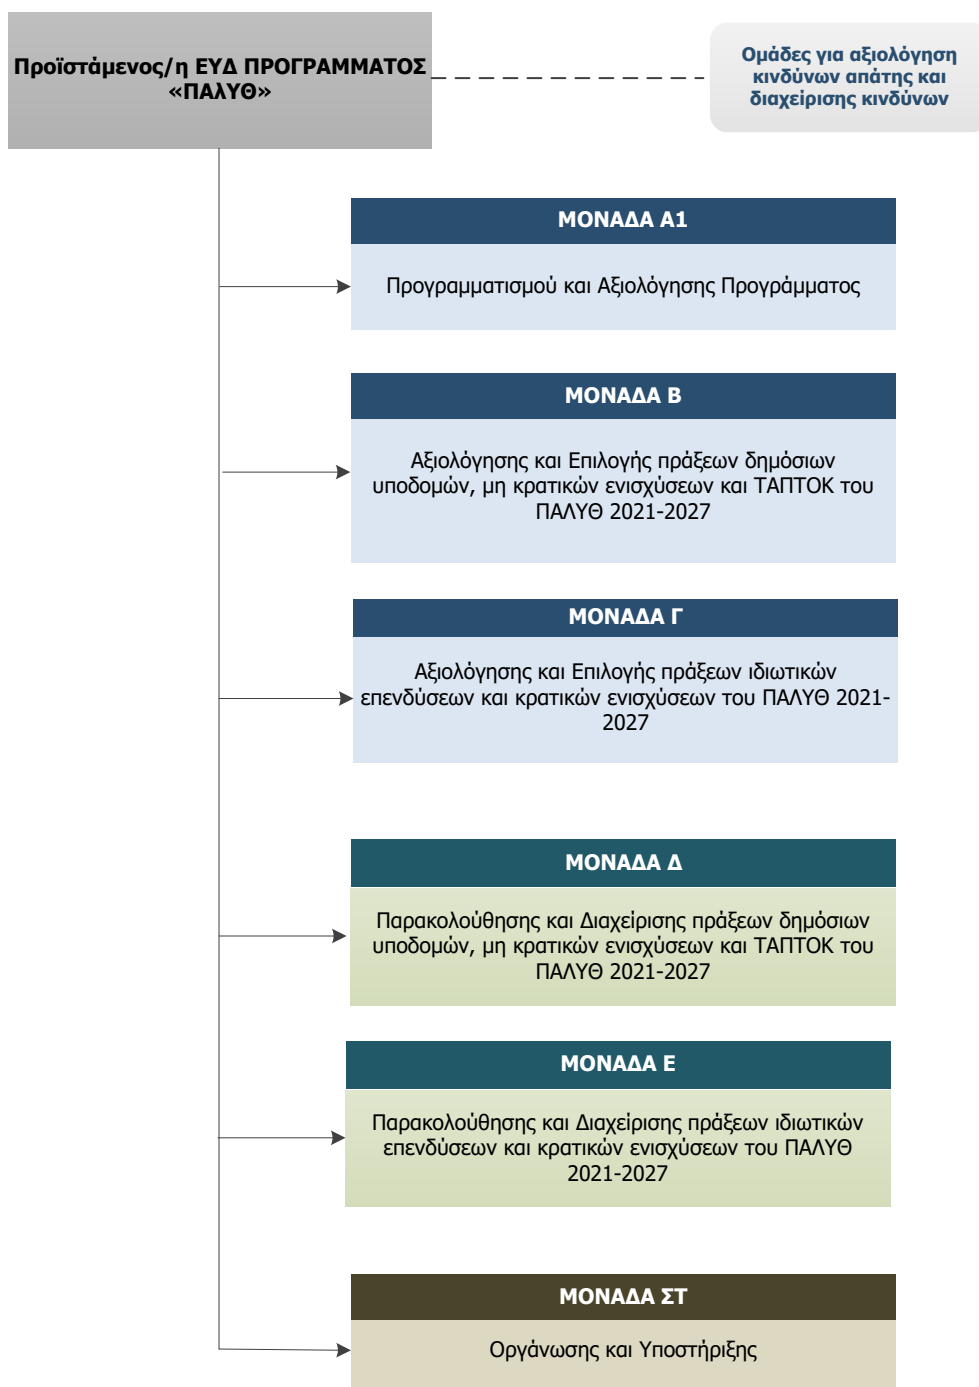 Προϊστάμενος/η ΕΥΔ ΠΡΟΓΡΑΜΜΑΤΟΣ
«ΠΑλΥΘ»
Ομάδες για αξιολόγηση
κινδύνων απάτης και
διαχείρισης κινδύνων
ΜΟΝΑΔΑ Α1
Προγραμματισμού και Αξιολόγησης Προγράμματος
ΜΟΝΑΔΑ Β
Αξιολόγησης και Επιλογής πράξεων δημόσιων
υποδομών, μη κρατικών ενισχύσεων και ΤΑΠΤΟΚ του
ΠΑΛΥΘ 2021-2027
ΜΟΝΑΔΑ Γ
Αξιολόγησης και Επιλογής πράξεων ιδιωτικών
επενδύσεων και κρατικών ενισχύσεων του ΠΑΛΥΘ 2021-
2027
ΜΟΝΑΔΑ Δ
Παρακολούθησης και Διαχείρισης πράξεων δημόσιων
υποδομών, μη κρατικών ενισχύσεων και ΤΑΠΤΟΚ του
ΠΑΛΥΘ 2021-2027
ΜΟΝΑΔΑ Ε
Παρακολούθησης και Διαχείρισης πράξεων ιδιωτικών
επενδύσεων και κρατικών ενισχύσεων του ΠΑΛΥΘ
2021-2027
ΜΟΝΑΔΑ ΣΤ
Οργάνωσης και Υποστήριξης